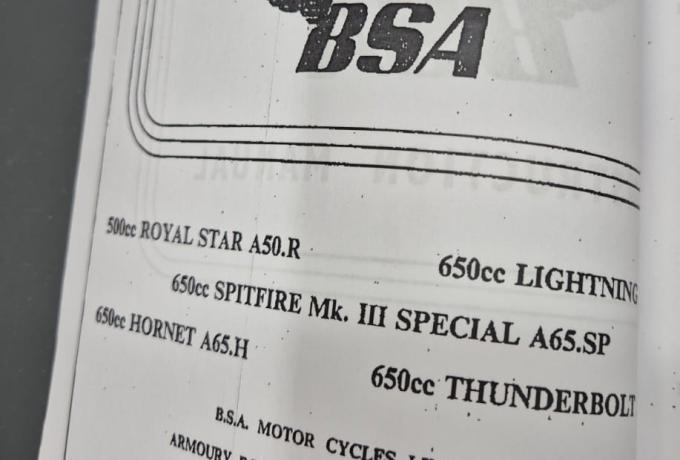 BSA
500cc ROYAL STAR A50.R
650cc LIGHTNING
650cc SPITFIRE Mk. III SPECIAL A65.SP
650cc HORNET A65.H
650cc THUNDERBOLT
B.S.A. MOTOR CYCLES
ARMOURY